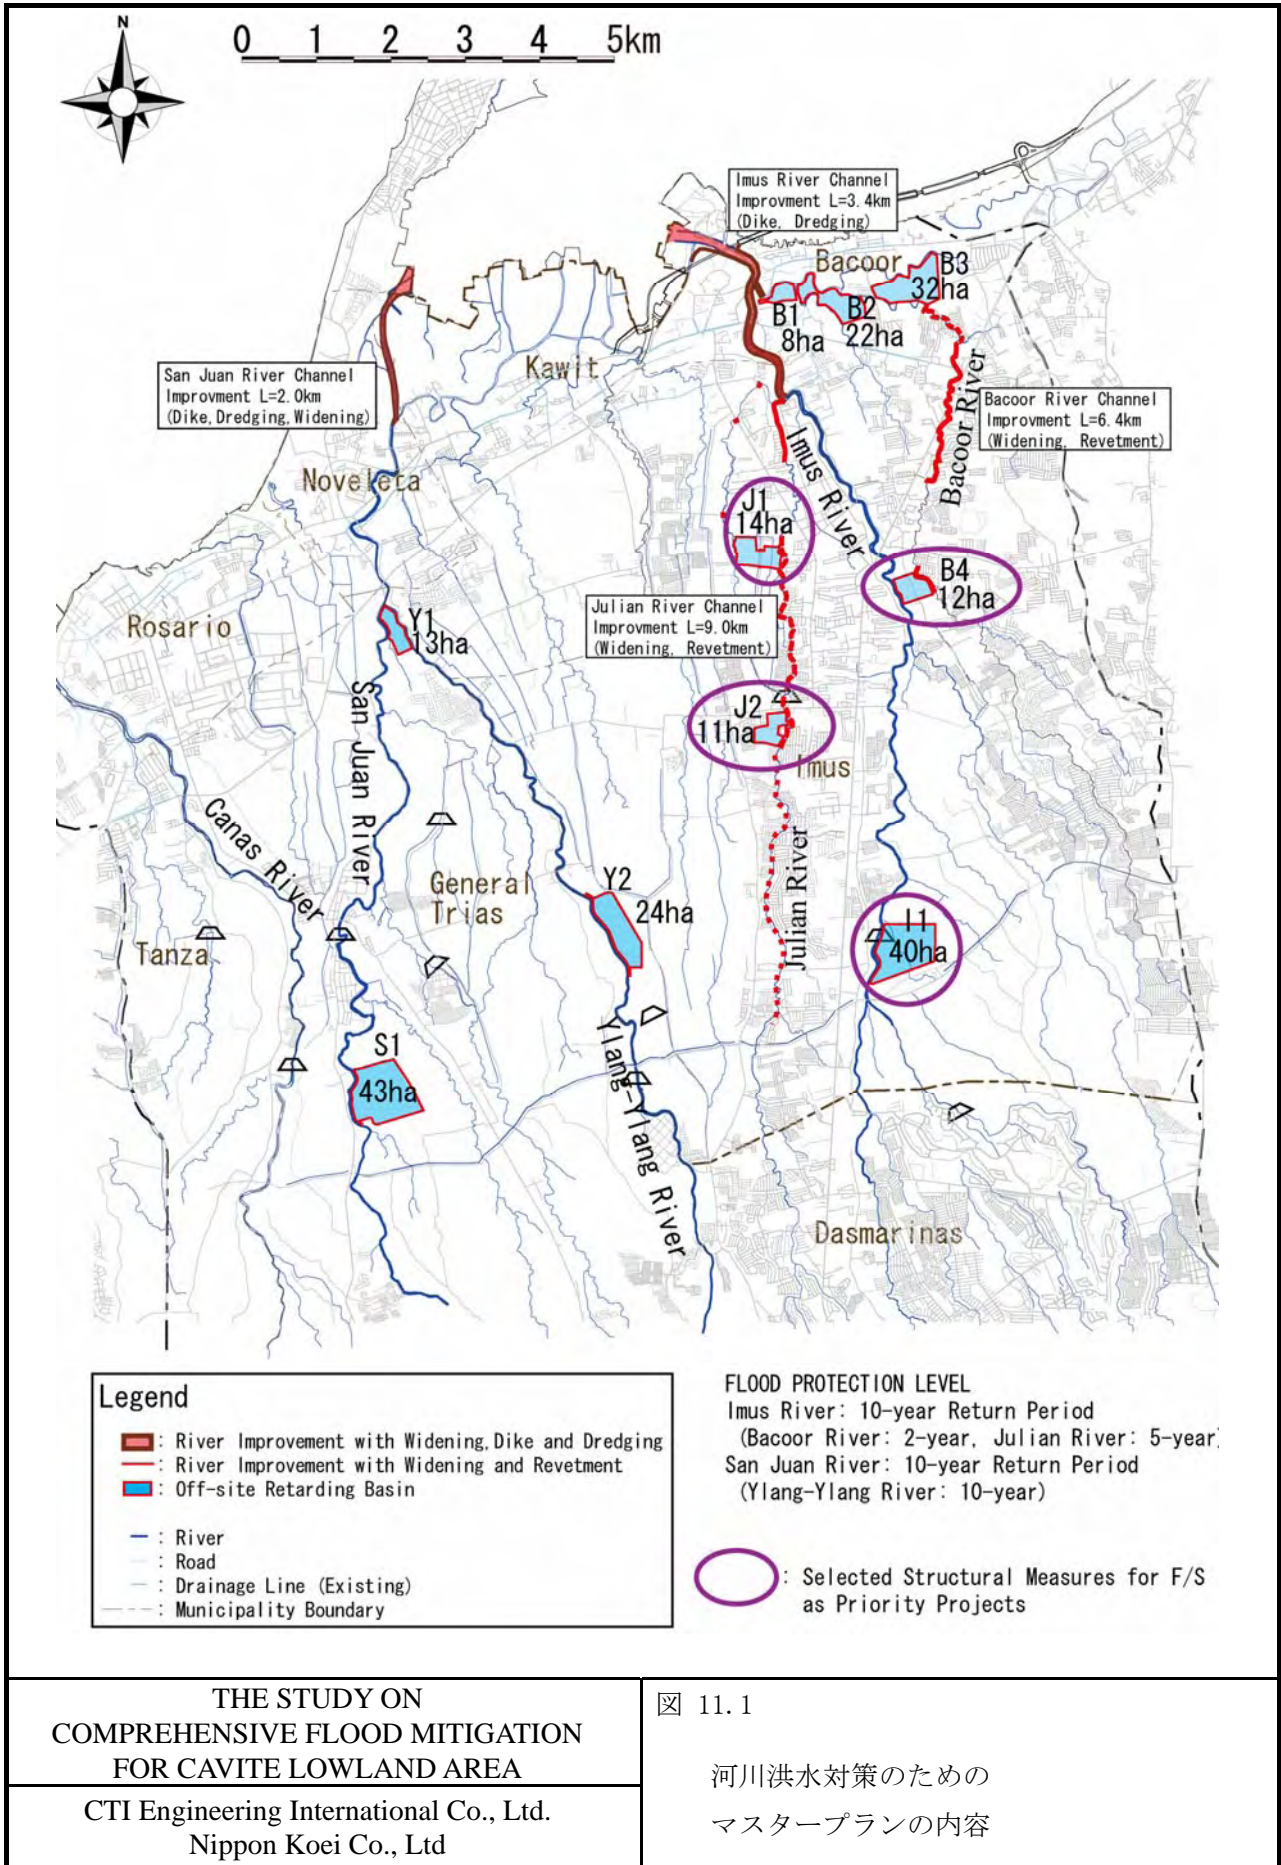 N
0 1 2 3 4 5km
Imus River Channel
Improvment L=3.4km
(Dike, Dredging)
Bacoor
B3
32ha
B1
8ha
B2
22ha
Kawit
San Juan River Channel
Improvment L=2.0km
(Dike,Dredging,Widening)
Bacoor River
Bacoor River Channel
Improvment L=6.4km
(Widening, Revetment)
Imus River
Noveleta
J1
14ha
B4
12ha
Julian River Channel
Improvment L=9.0km
(Widening, Revetment)
Rosario
Y1
13ha
San Juan River
J2
11ha
Imus
Canas River
General
Trias
Y2
24ha
Julian River
I1
40ha
Tanza
S1
43ha
Ylang-Ylang River
Dasmarinas
Legend
: River Improvement with Widening,Dike and Dredging
: River Improvement with Widening and Revetment
: Off-site Retarding Basin
: River
: Road
: Drainage Line (Existing)
: Municipality Boundary
FLOOD PROTECTION LEVEL
Imus River: 10-year Return Period
(Bacoor River: 2-year, Julian River: 5-year)
San Juan River: 10-year Return Period
(Ylang-Ylang River: 10-year)
: Selected Structural Measures for F/S
as Priority Projects
THE STUDY ON
COMPREHENSIVE FLOOD MITIGATION
FOR CAVITE LOWLAND AREA
CTI Engineering International Co., Ltd.
Nippon Koei Co., Ltd
図 11.1
河川洪水対策のための
マスタープランの内容